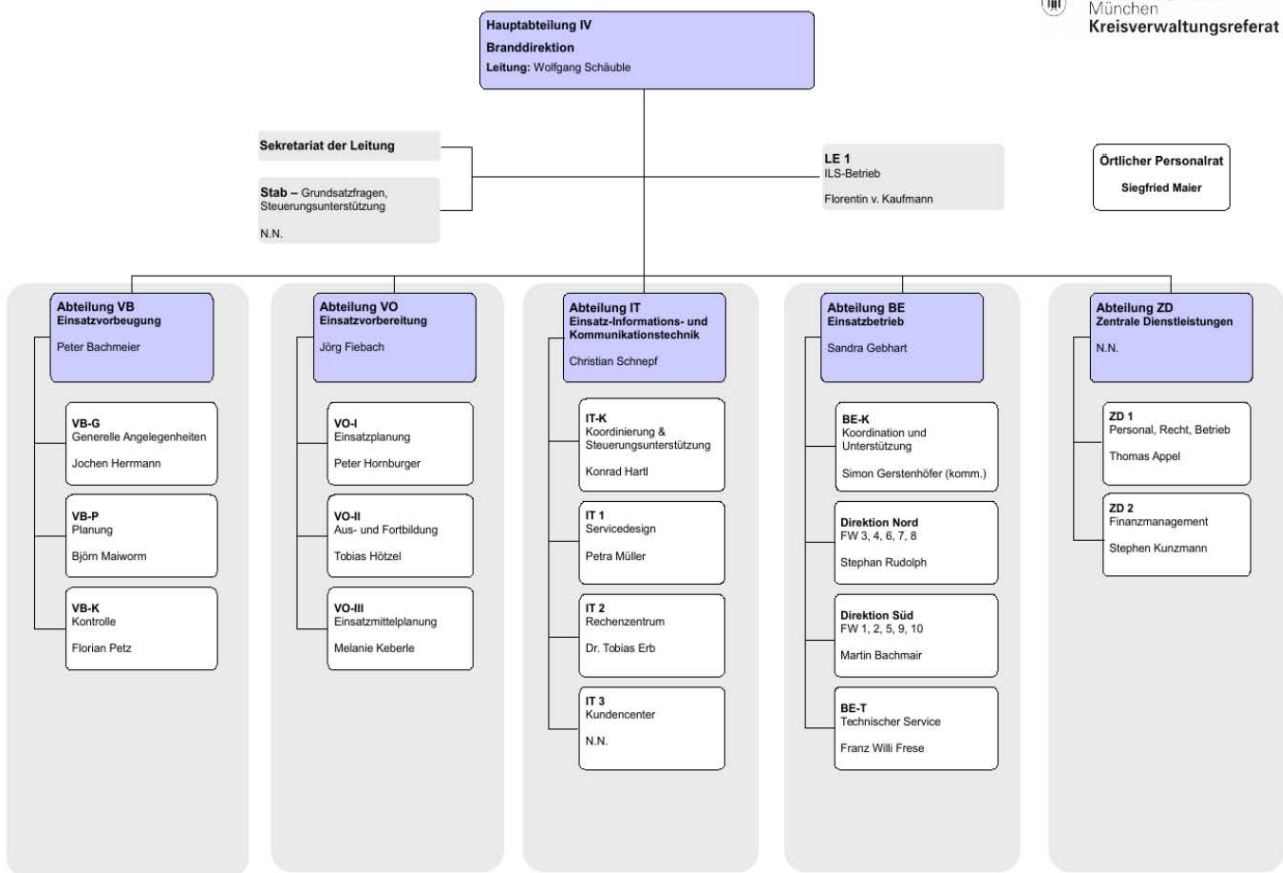 München
Kreisverwaltungsreferat
Hauptabteilung IV
Branddirektion
Leitung: Wolfgang Schäuble
Sekretariat der Leitung
Stab – Grundsatzfragen,
Steuerungsunterstützung
N.N.
LE 1
ILS-Betrieb
Florentin v. Kaufmann
Örtlicher Personalrat
Siegfried Maier
Abteilung VB
Einsatzvorbeugung
Peter Bachmeier
VB-G
Generelle Angelegenheiten
Jochen Herrmann
VB-P
Planung
Björn Maiworm
VB-K
Kontrolle
Florian Petz
Abteilung VO
Einsatzvorbereitung
Jörg Fiebach
VO-I
Einsatzplanung
Peter Hornburger
VO-II
Aus- und Fortbildung
Tobias Hötzel
VO-III
Einsatzmittelplanung
Melanie Keberle
Abteilung IT
Einsatz-Informations- und
Kommunikationstechnik
Christian Schnepf
IT-K
Koordinierung &
Steuerungsunterstützung
Konrad Hartl
IT 1
Servicedesign
Petra Müller
IT 2
Rechenzentrum
Dr. Tobias Erb
IT 3
Kundencenter
N.N.
Abteilung BE
Einsatzbetrieb
Sandra Gebhart
BE-K
Koordination und
Unterstützung
Simon Gerstenhöfer (komm.)
Direktion Nord
FW 3, 4, 6, 7, 8
Stephan Rudolph
Direktion Süd
FW 1, 2, 5, 9, 10
Martin Bachmair
BE-T
Technischer Service
Franz Willi Frese
Abteilung ZD
Zentrale Dienstleistungen
N.N.
ZD 1
Personal, Recht, Betrieb
Thomas Appel
ZD 2
Finanzmanagement
Stephen Kunzmann